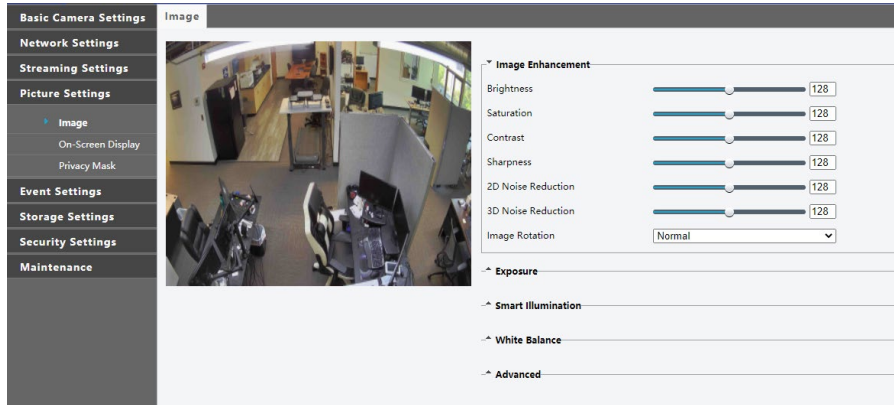 Basic Camera Settings
Network Settings
Streaming Settings
Picture Settings
Image
On-Screen Display
Privacy Mask
Event Settings
Storage Settings
Security Settings
Maintenance
Image
Image Enhancement
Brightness 128
Saturation 128
Contrast 128
Sharpness 128
2D Noise Reduction 128
3D Noise Reduction 128
Image Rotation Normal
Exposure
Smart Illumination
White Balance
Advanced